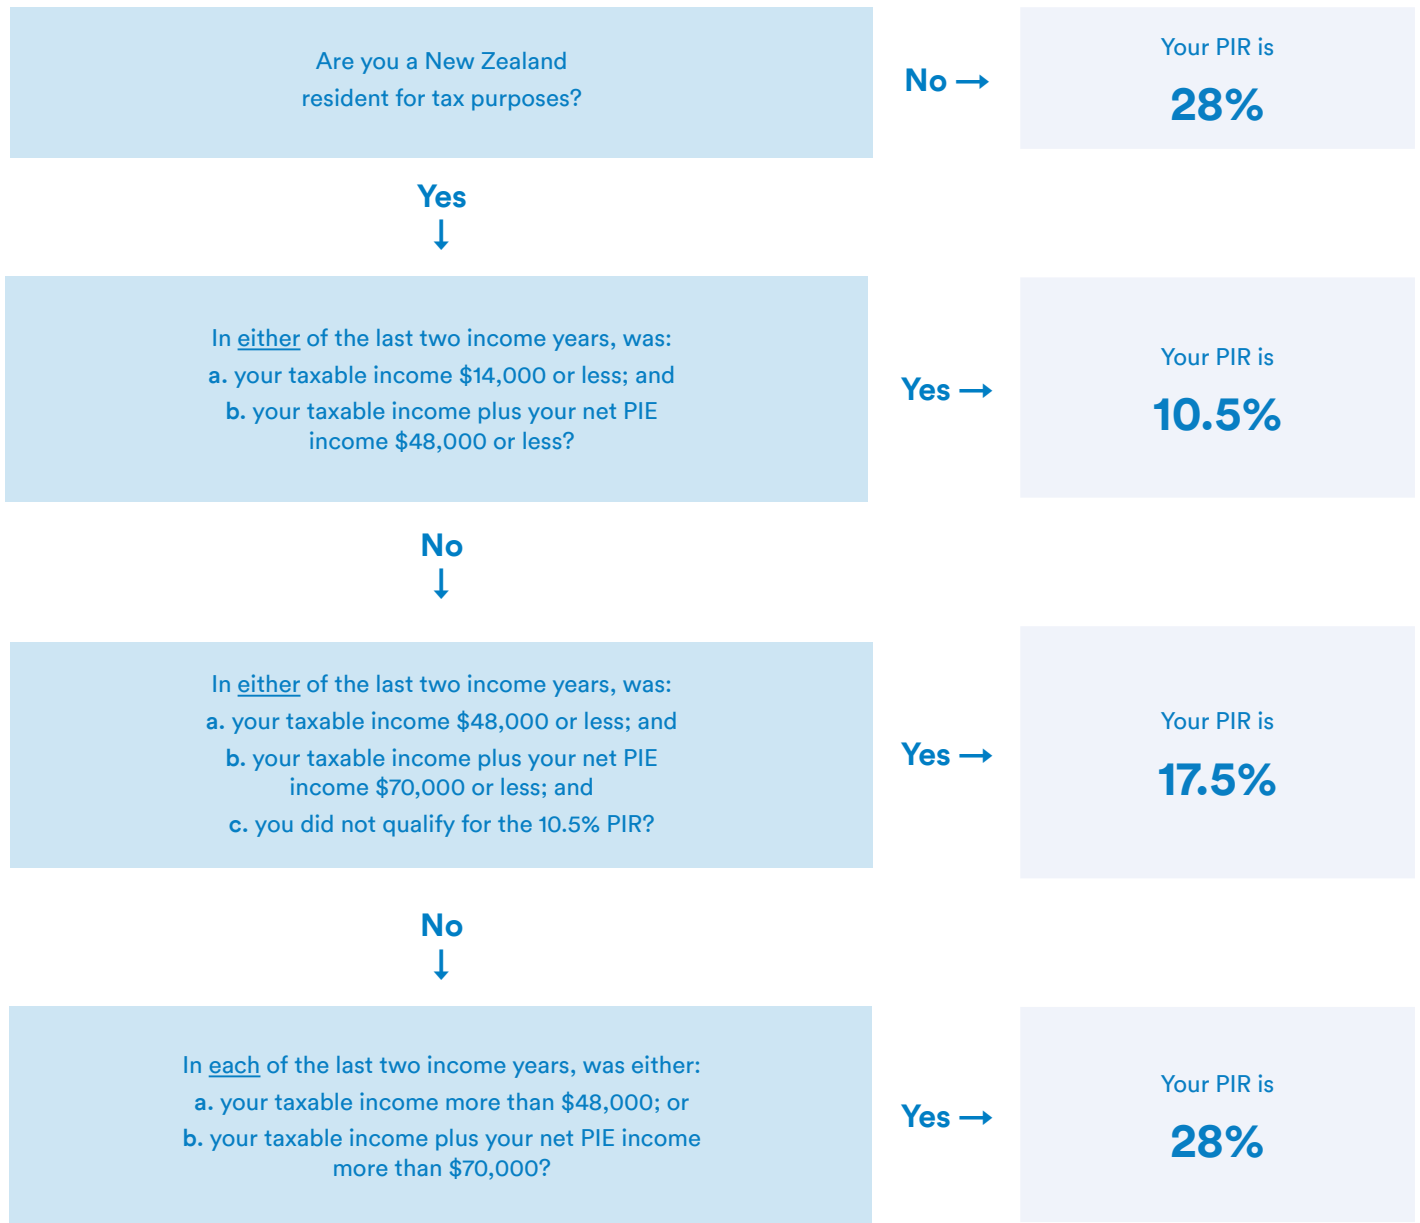 Are you a New Zealand
resident for tax purposes?
No →
Your PIR is
28%
Yes
↓
In either of the last two income years, was:
a. your taxable income $14,000 or less; and
b. your taxable income plus your net PIE
income $48,000 or less?
Yes →
Your PIR is
10.5%
No
↓
In either of the last two income years, was:
a. your taxable income $48,000 or less; and
b. your taxable income plus your net PIE
income $70,000 or less; and
c. you did not qualify for the 10.5% PIR?
Yes →
Your PIR is
17.5%
No
↓
In each of the last two income years, was either:
a. your taxable income more than $48,000; or
b. your taxable income plus your net PIE income
more than $70,000?
Yes →
Your PIR is
28%